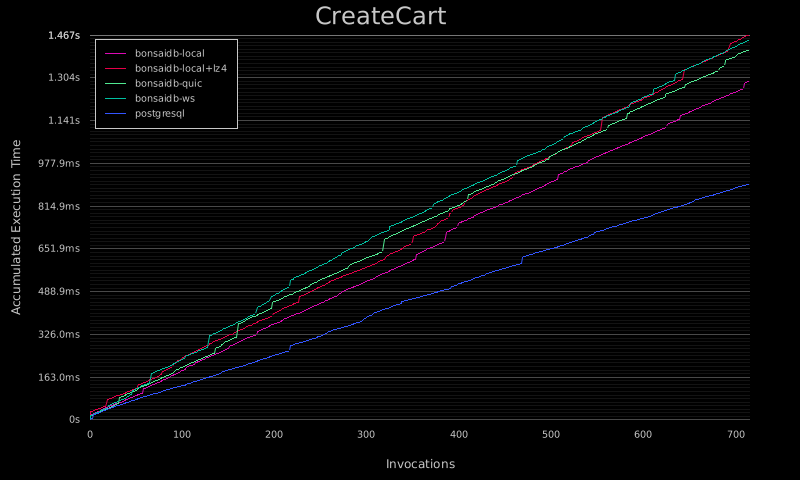 CreateCart
1.467s
1.304s
1.141s
977.9ms
814.9ms
651.9ms
488.9ms
326.0ms
163.0ms
0s
bonsaidb-local
bonsaidb-local+lz4
bonsaidb-quic
bonsaidb-ws
postgresql
Accumulated Execution Time
0 100 200 300 400 500 600 700
Invocations